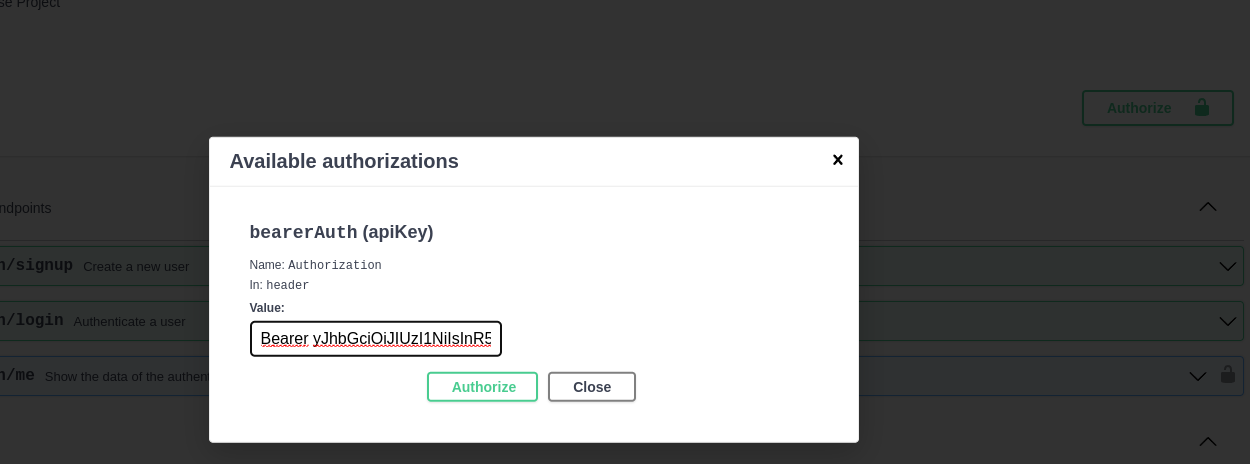 se Project
Authorize
Available authorizations
ndpoints
bearerAuth (apiKey)
n/signup Create a new user
Name: Authorization
In: header
Value:
n/login Authenticate a user
Bearer yJhbGciOiJIUzI1NiIsInR5
n/me Show the data of the authen
Authorize Close